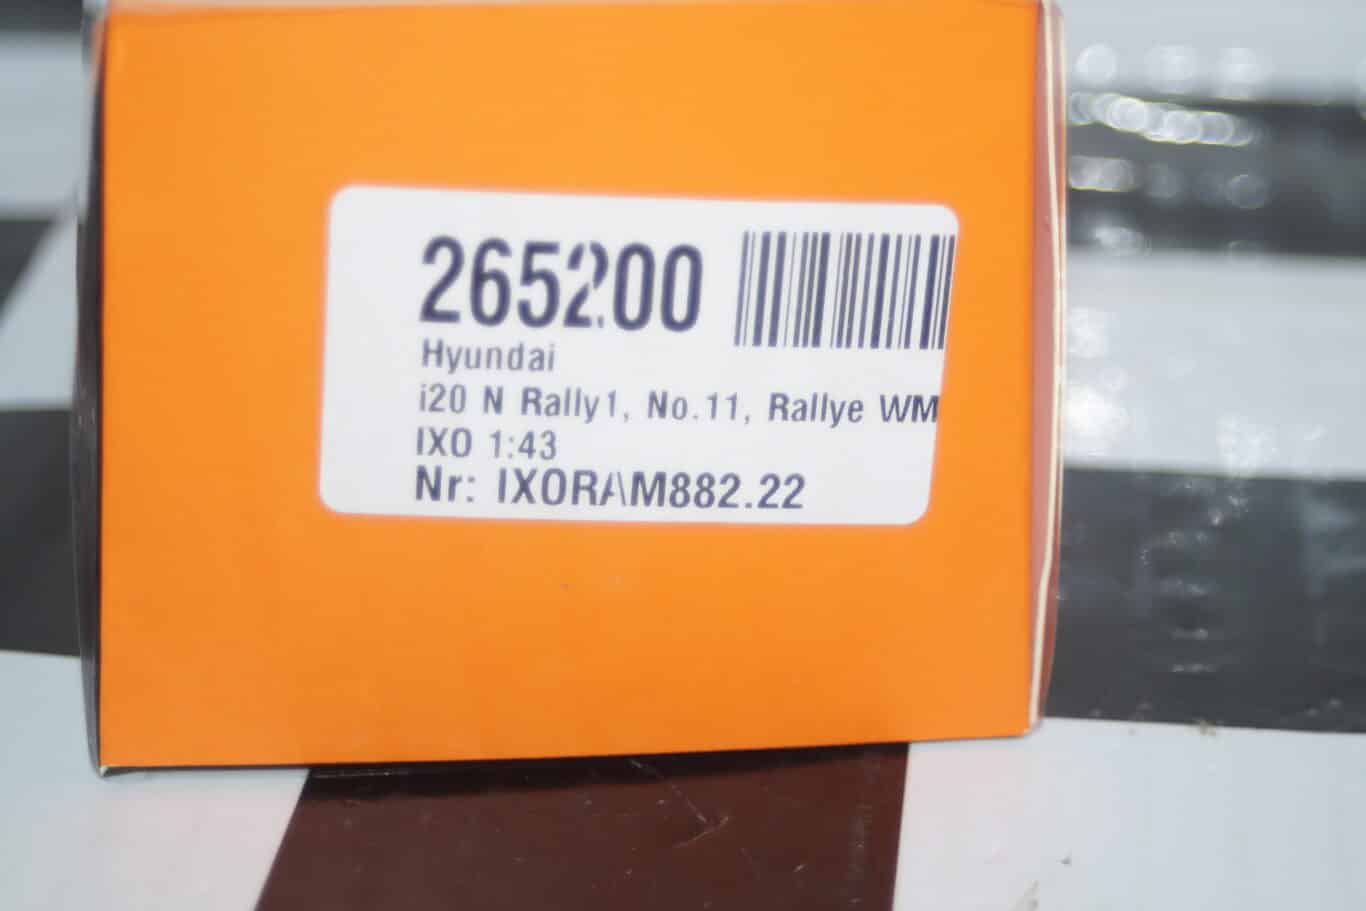 265200
Hyundai
i20 N Rally1, No.11, Rallye WM
IXO 1:43
Nr: IXORAM882.22